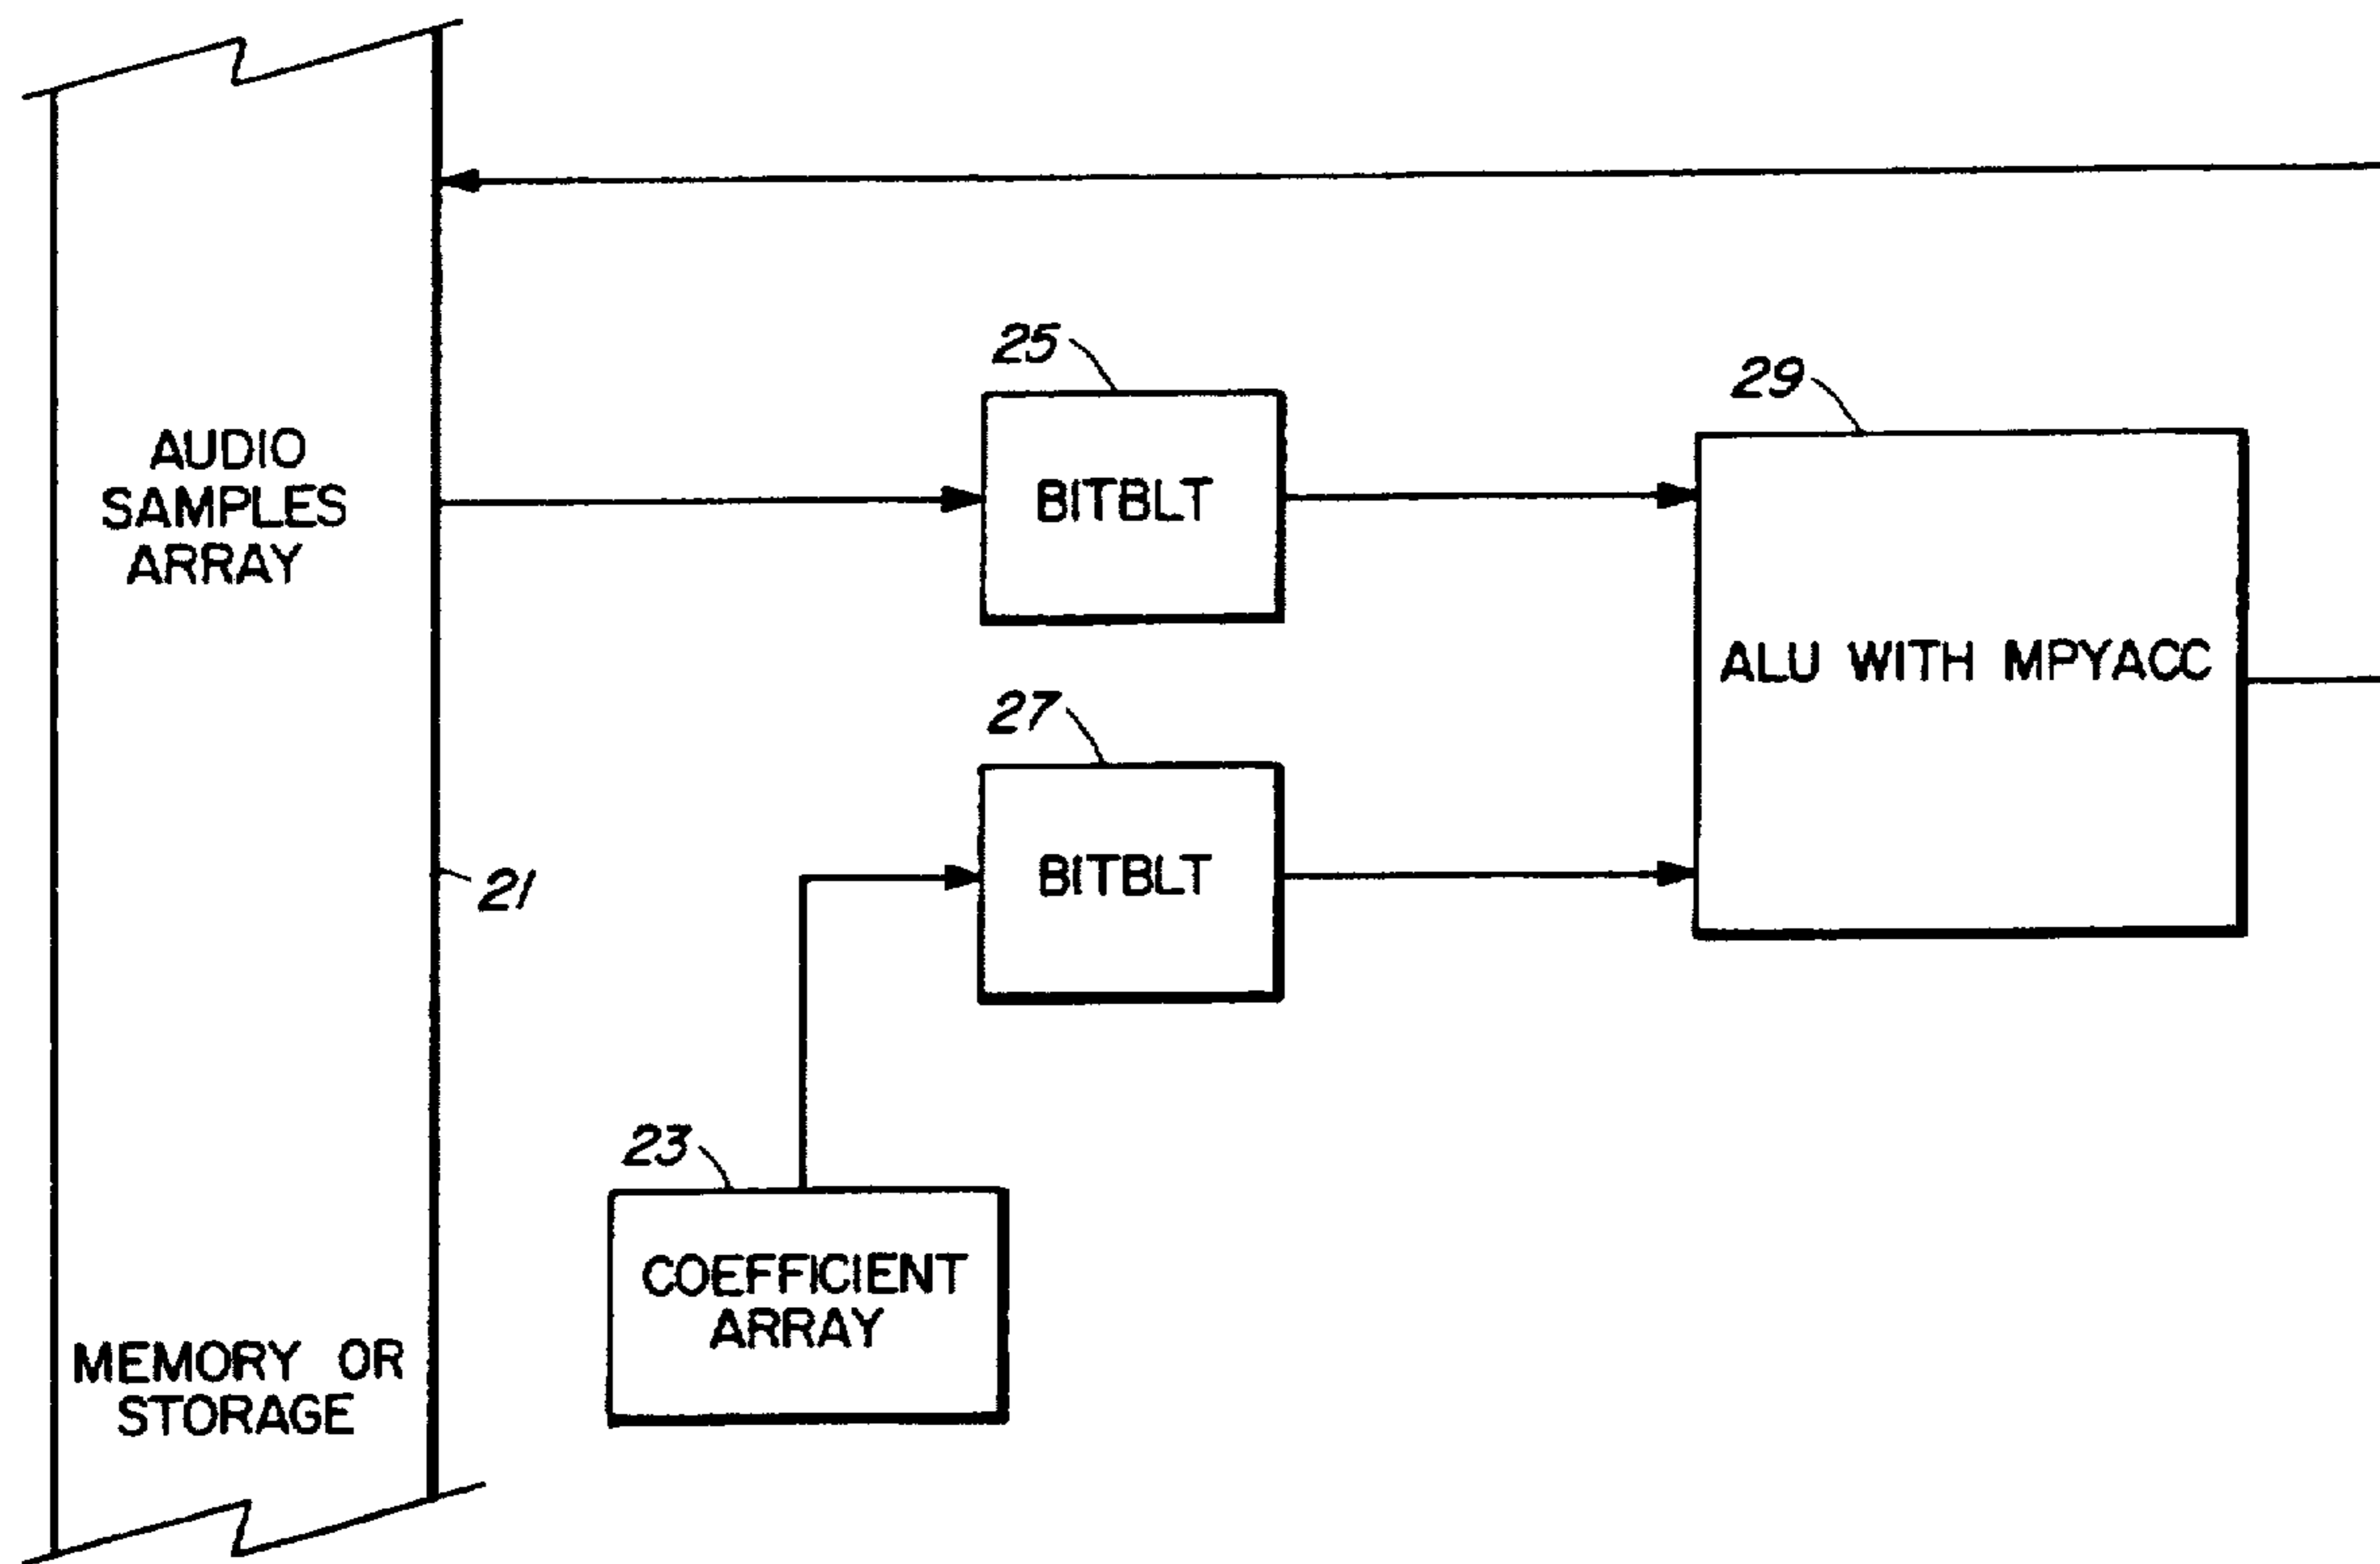 25
29
AUDIO
SAMPLES
ARRAY
BITBLT
ALU WITH MPYACC
27
BITBLT
21
23
COEFFICIENT
ARRAY
MEMORY OR
STORAGE